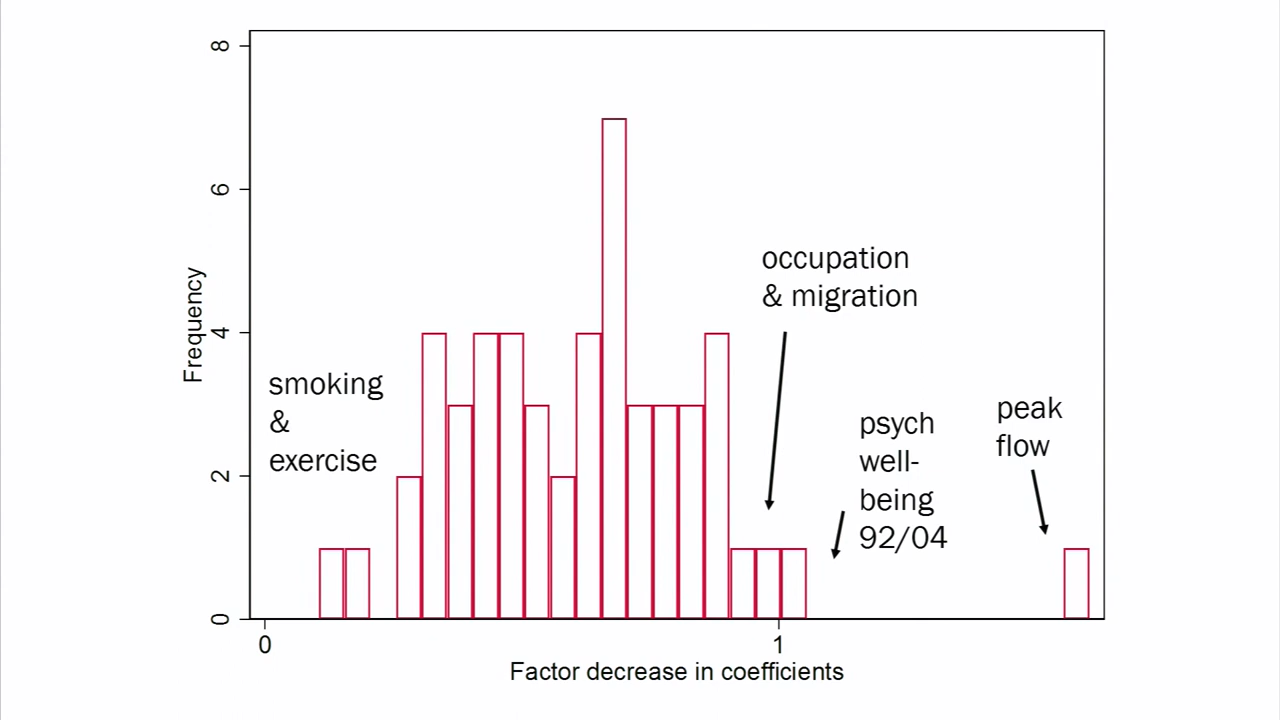 8
6
4
2
0
Frequency
smoking
&
exercise
occupation
& migration
psych
well-
being
92/04
peak
flow
0
1
Factor decrease in coefficients